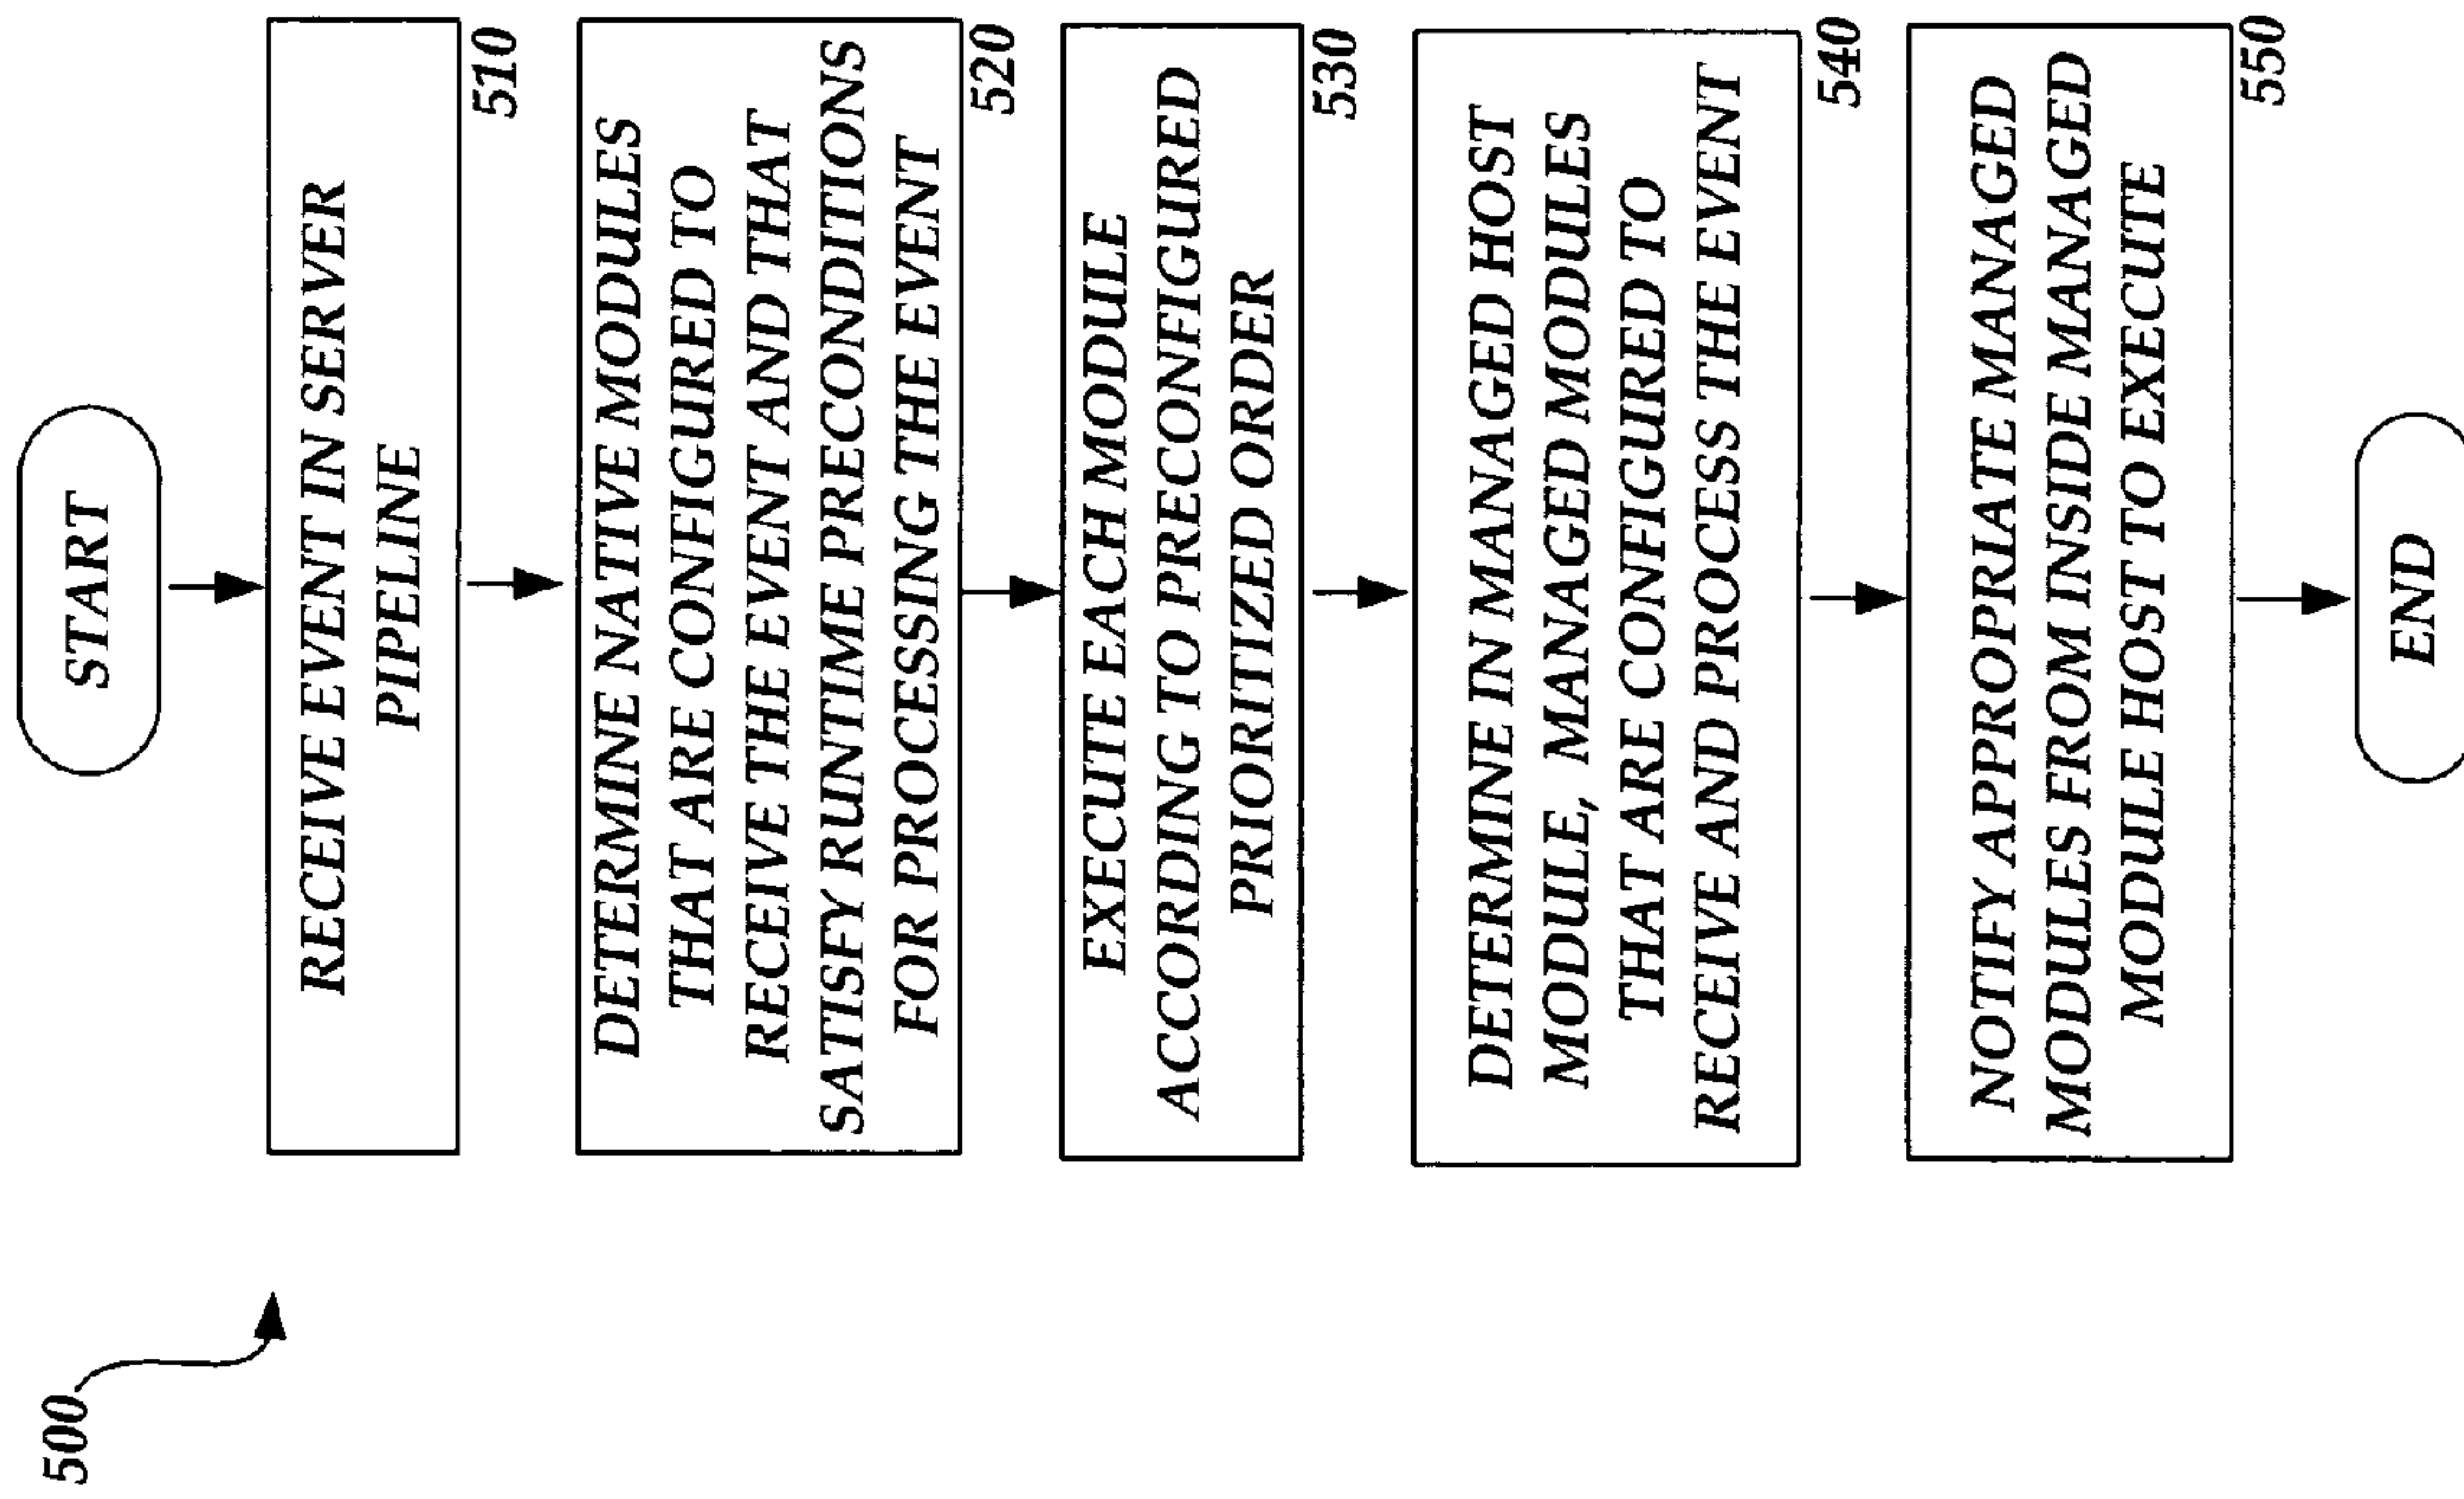 500
START
RECEIVE EVENT IN SERVER
PIPELINE
510
DETERMINE NATIVE MODULES
THAT ARE CONFIGURED TO
RECEIVE THE EVENT AND THAT
SATISFY RUNTIME PRECONDITIONS
FOR PROCESSING THE EVENT
520
EXECUTE EACH MODULE
ACCORDING TO PRECONFIGURED
PRIORITIZED ORDER
530
DETERMINE IN MANAGED HOST
MODULE, MANAGED MODULES
THAT ARE CONFIGURED TO
RECEIVE AND PROCESS THE EVENT
540
NOTIFY APPROPRIATE MANAGED
MODULES FROM INSIDE MANAGED
MODULE HOST TO EXECUTE
550
END